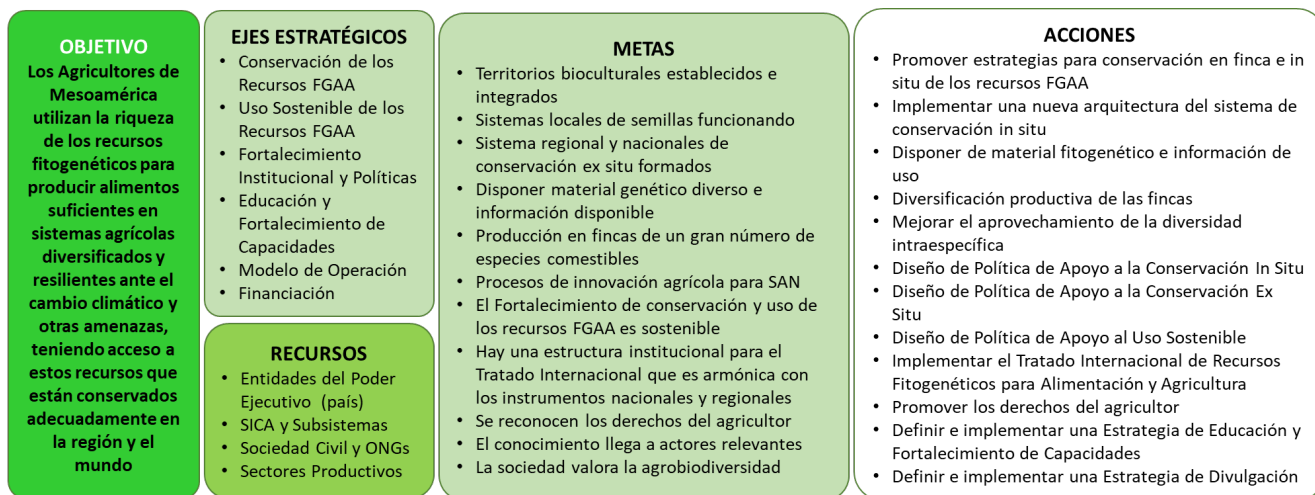 OBJETIVO
Los Agricultores de
Mesoamérica
utilizan la riqueza
de los recursos
fitogenéticos para
producir alimentos
suficientes en
sistemas agrícolas
diversificados y
resilientes ante el
cambio climático y
otras amenazas,
teniendo acceso a
estos recursos que
están conservados
adecuadamente en
la región y el
mundo
EJES ESTRATÉGICOS
• Conservación de los
Recursos FGAA
• Uso Sostenible de los
Recursos FGAA
• Fortalecimiento
Institucional y Políticas
• Educación y
Fortalecimiento de
Capacidades
• Modelo de Operación
• Financiación
RECURSOS
• Entidades del Poder
Ejecutivo (país)
• SICA y Subsistemas
• Sociedad Civil y ONGs
• Sectores Productivos
METAS
• Territorios bioculturales establecidos e
integrados
• Sistemas locales de semillas funcionando
• Sistema regional y nacionales de
conservación ex situ formados
• Disponer material genético diverso e
información disponible
• Producción en fincas de un gran número de
especies comestibles
• Procesos de innovación agrícola para SAN
• El Fortalecimiento de conservación y uso de
los recursos FGAA es sostenible
• Hay una estructura institucional para el
Tratado Internacional que es armónica con
los instrumentos nacionales y regionales
• Se reconocen los derechos del agricultor
• El conocimiento llega a actores relevantes
• La sociedad valora la agrobiodiversidad
ACCIONES
• Promover estrategias para conservación en finca e in
situ de los recursos FGAA
• Implementar una nueva arquitectura del sistema de
conservación in situ
• Disponer de material fitogenético e información de
uso
• Diversificación productiva de las fincas
• Mejorar el aprovechamiento de la diversidad
intraespecífica
• Diseño de Política de Apoyo a la Conservación In Situ
• Diseño de Política de Apoyo a la Conservación Ex
Situ
• Diseño de Política de Apoyo al Uso Sostenible
• Implementar el Tratado Internacional de Recursos
Fitogenéticos para Alimentación y Agricultura
• Promover los derechos del agricultor
• Definir e implementar una Estrategia de Educación y
Fortalecimiento de Capacidades
• Definir e implementar una Estrategia de Divulgación